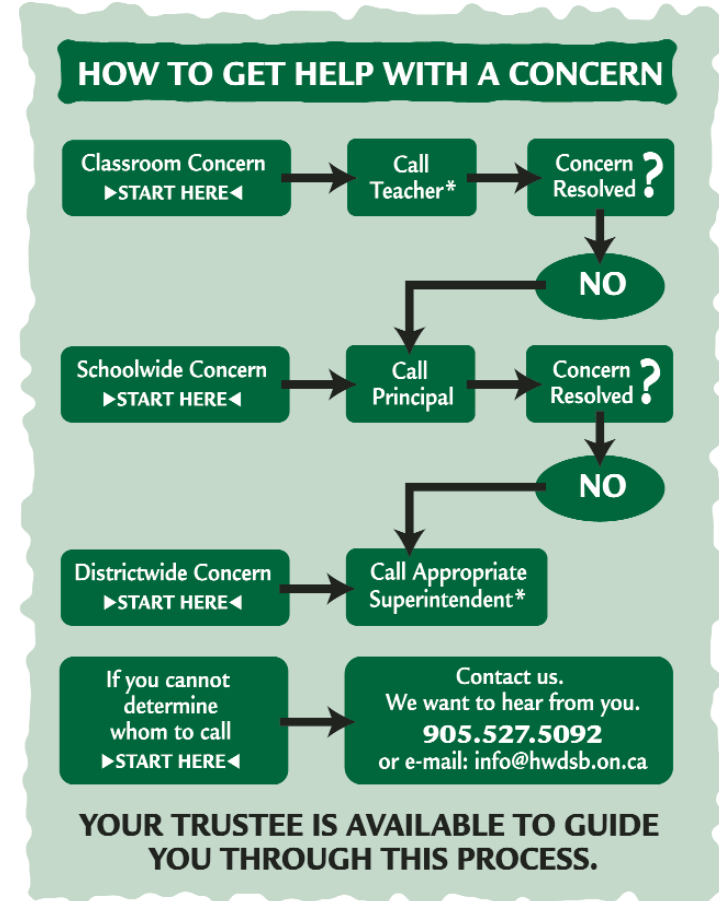 HOW TO GET HELP WITH A CONCERN
Classroom Concern
▶START HERE◀
Call
Teacher*
Concern
Resolved?
NO
Schoolwide Concern
▶START HERE◀
Call
Principal
Concern
Resolved?
NO
Districtwide Concern
▶START HERE◀
Call Appropriate
Superintendent*
If you cannot
determine
whom to call
▶START HERE◀
Contact us.
We want to hear from you.
905.527.5092
or e-mail: info@hwdsb.on.ca
YOUR TRUSTEE IS AVAILABLE TO GUIDE
YOU THROUGH THIS PROCESS.